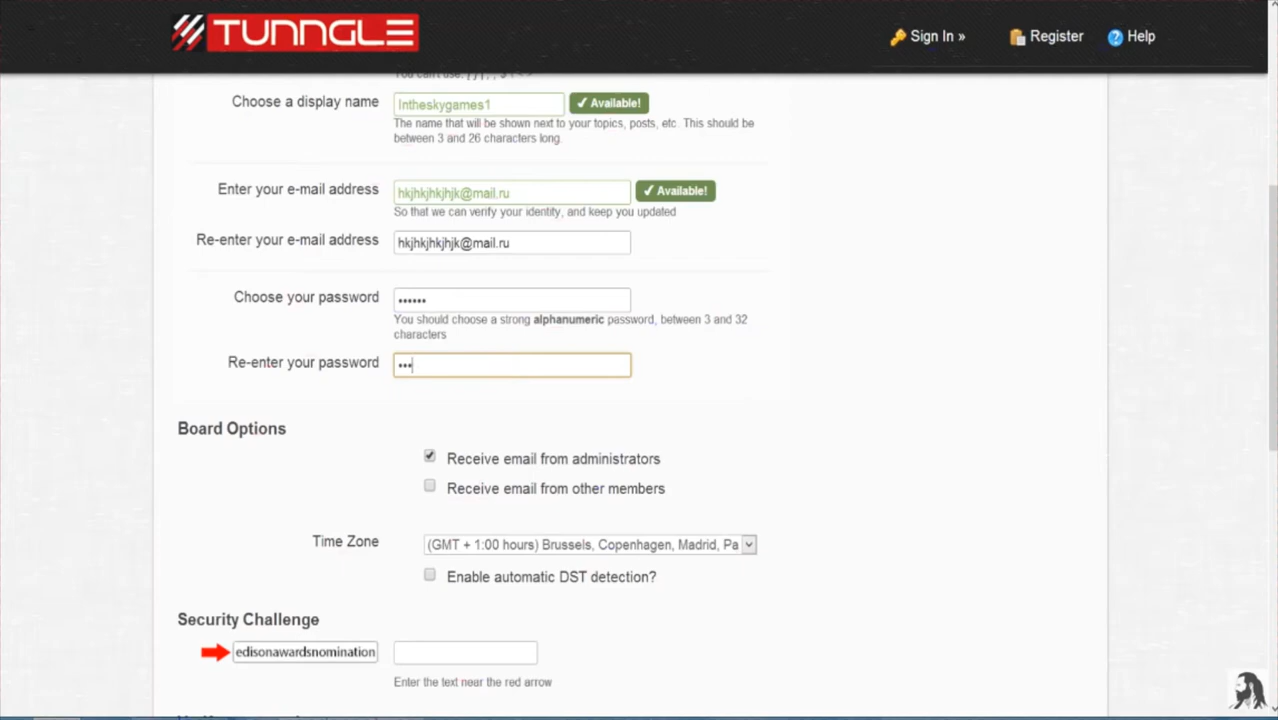 TUNNGLE
Sign In »
Register
Help
Choose a display name
Intheskygames1
✔ Available!
The name that will be shown next to your topics, posts, etc. This should be
between 3 and 26 characters long.
Enter your e-mail address
hkjhkjhkjhjk@mail.ru
✔ Available!
So that we can verify your identity, and keep you updated
Re-enter your e-mail address
hkjhkjhkjhjk@mail.ru
Choose your password
••••••
You should choose a strong alphanumeric password, between 3 and 32
characters
Re-enter your password
•••
Board Options
Receive email from administrators
Receive email from other members
Time Zone
(GMT + 1:00 hours) Brussels, Copenhagen, Madrid, Pa
Enable automatic DST detection?
Security Challenge
edisonawardsnomination
Enter the text near the red arrow